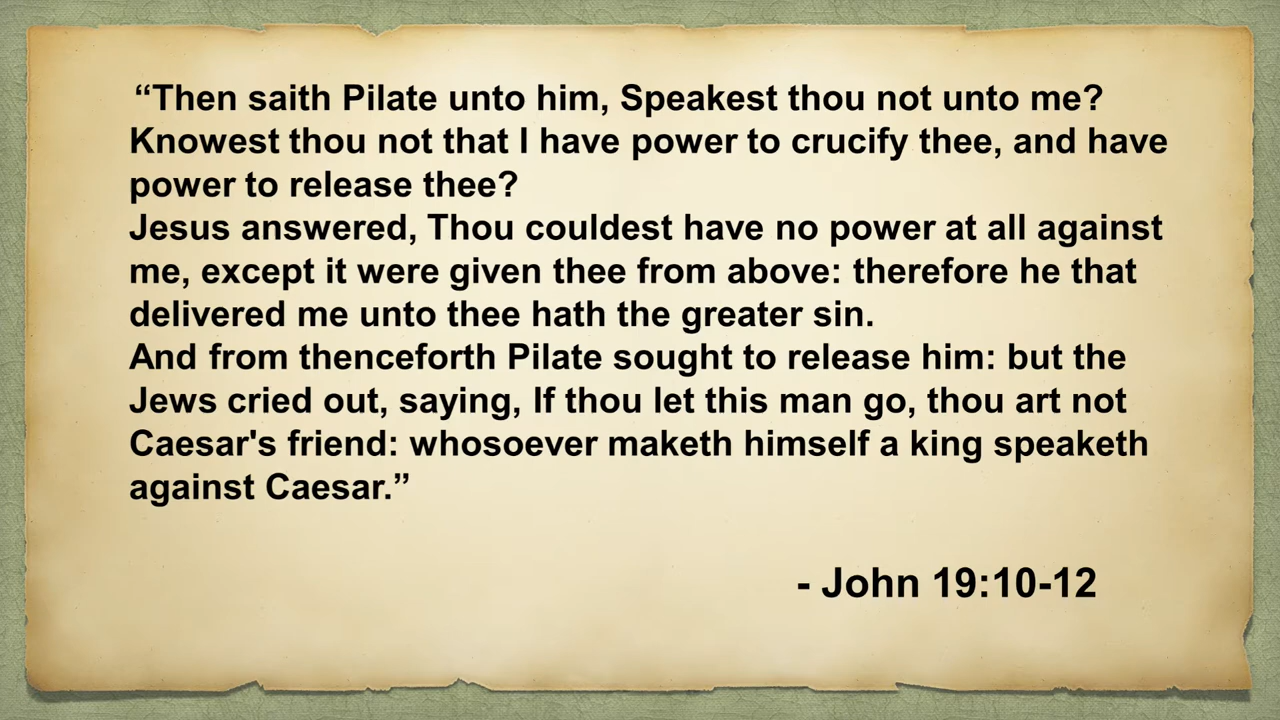 “Then saith Pilate unto him, Speakest thou not unto me?
Knowest thou not that I have power to crucify thee, and have
power to release thee?
Jesus answered, Thou couldest have no power at all against
me, except it were given thee from above: therefore he that
delivered me unto thee hath the greater sin.
And from thenceforth Pilate sought to release him: but the
Jews cried out, saying, If thou let this man go, thou art not
Caesar's friend: whosoever maketh himself a king speaketh
against Caesar.”
- John 19:10-12